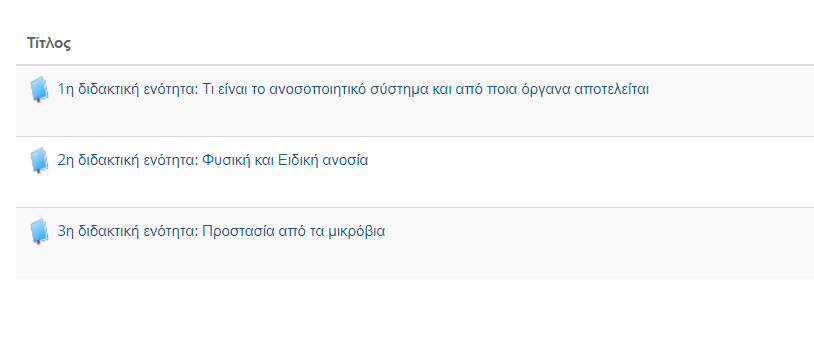 Τίτλος
1η διδακτική ενότητα: Τι είναι το ανοσοποιητικό σύστημα και από ποια όργανα αποτελείται
2η διδακτική ενότητα: Φυσική και Ειδική ανοσία
3η διδακτική ενότητα: Προστασία από τα μικρόβια